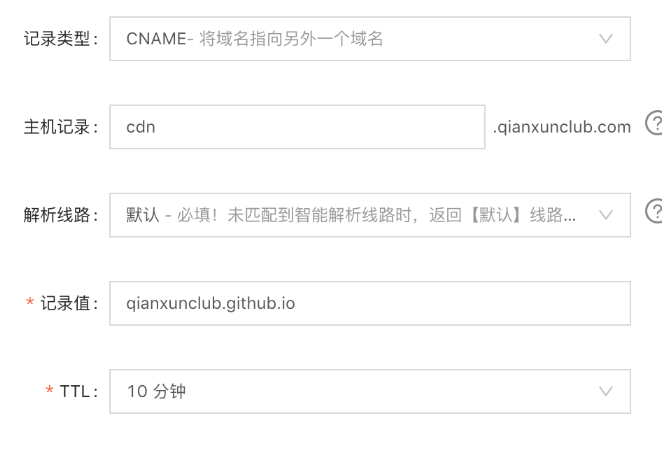 记录类型： CNAME- 将域名指向另外一个域名
主机记录： cdn .qianxunclub.com ?
解析线路： 默认 - 必填！未匹配到智能解析线路时，返回【默认】线路... ?
* 记录值： qianxunclub.github.io
* TTL： 10 分钟